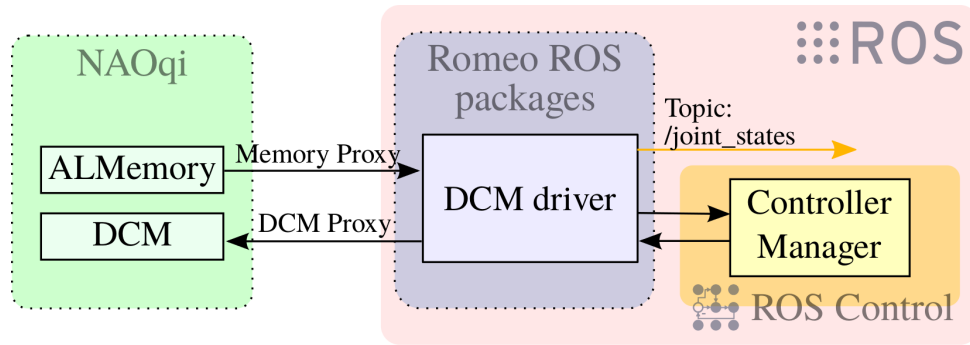 NAOqi
ALMemory
DCM
Memory Proxy
DCM Proxy
Romeo ROS
packages
DCM driver
ROS
Topic:
/joint_states
Controller
Manager
ROS Control